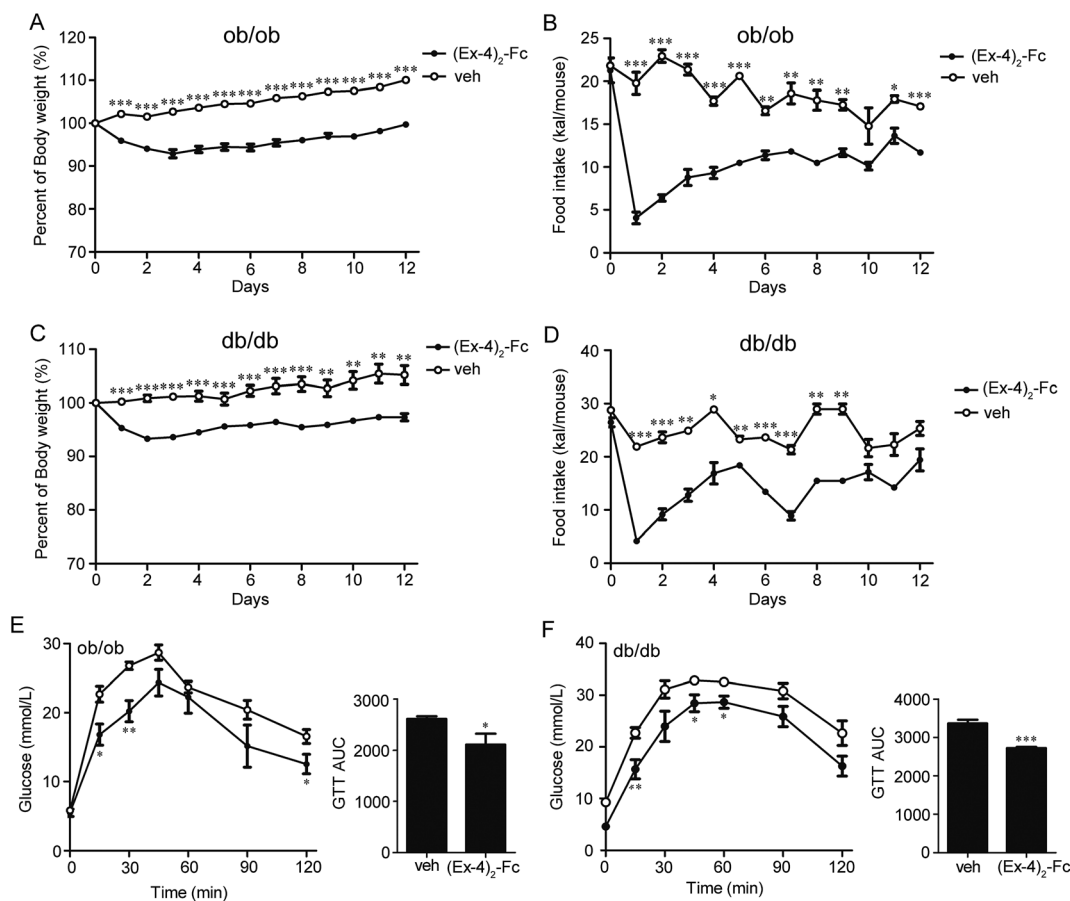 A
ob/ob
Percent of Body weight (%)
120
110
100
90
80
70
*** *** *** *** *** *** *** *** *** *** *** ***
0 2 4 6 8 10 12
Days
(Ex-4)2-Fc
veh
B
ob/ob
Food intake (kal/mouse)
25
20
15
10
5
0
*** *** *** *** *** ** ** ** ** * ***
0 2 4 6 8 10 12
Days
(Ex-4)2-Fc
veh
C
db/db
Percent of Body weight (%)
110
100
90
80
70
*** *** *** *** *** *** *** *** ** ** ** **
0 2 4 6 8 10 12
Days
(Ex-4)2-Fc
veh
D
db/db
Food intake (kal/mouse)
40
30
20
10
0
*** *** ** * ** *** *** ** **
0 2 4 6 8 10 12
Days
(Ex-4)2-Fc
veh
E
ob/ob
Glucose (mmol/L)
30
20
10
0
* ** *
0 30 60 90 120
Time (min)
GTT AUC
3000
2000
1000
0
*
veh (Ex-4)2-Fc
F
db/db
Glucose (mmol/L)
40
30
20
10
0
** * *
0 30 60 90 120
Time (min)
GTT AUC
4000
3000
2000
1000
0
***
veh (Ex-4)2-Fc